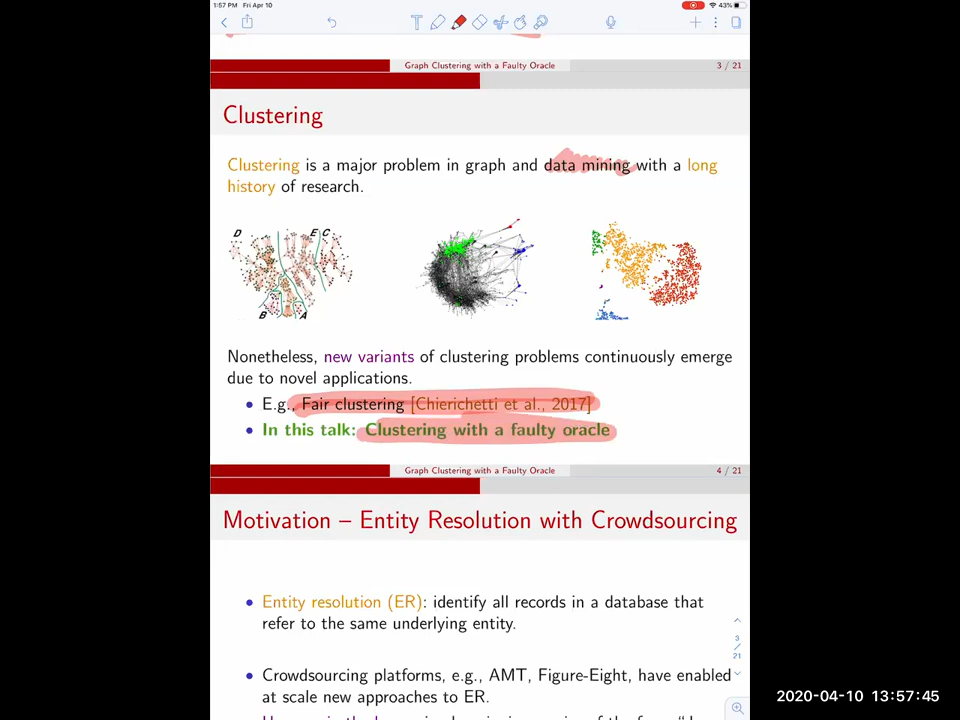 1:57 PM Fri Apr 10
43%
Graph Clustering with a Faulty Oracle
3 / 21
Clustering
Clustering is a major problem in graph and data mining with a long
history of research.
D
E C
B
A
Nonetheless, new variants of clustering problems continuously emerge
due to novel applications.
• E.g., Fair clustering [Chierichetti et al., 2017]
• In this talk: Clustering with a faulty oracle
Graph Clustering with a Faulty Oracle
4 / 21
Motivation – Entity Resolution with Crowdsourcing
• Entity resolution (ER): identify all records in a database that
refer to the same underlying entity.
3
/
21
• Crowdsourcing platforms, e.g., AMT, Figure-Eight, have enabled
at scale new approaches to ER.
2020-04-10 13:57:45